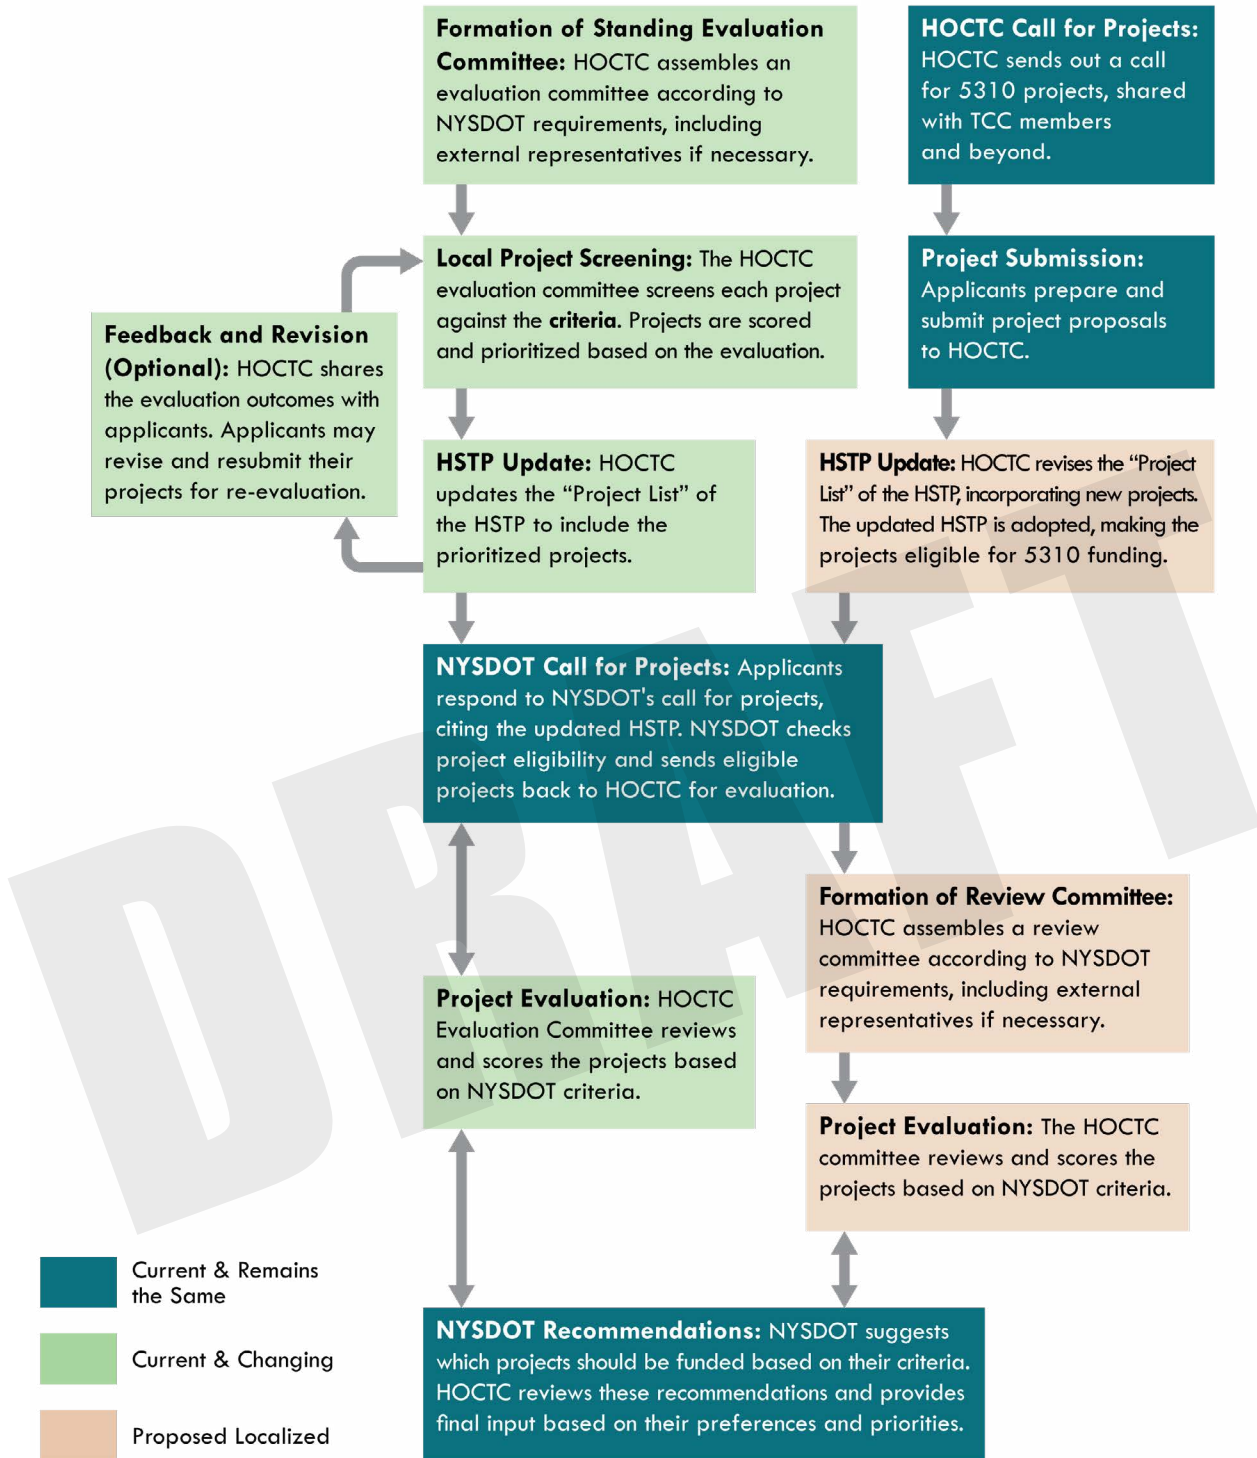 Formation of Standing Evaluation
Committee: HOCTC assembles an
evaluation committee according to
NYSDOT requirements, including
external representatives if necessary.
HOCTC Call for Projects:
HOCTC sends out a call
for 5310 projects, shared
with TCC members
and beyond.
Local Project Screening: The HOCTC
evaluation committee screens each project
against the criteria. Projects are scored
and prioritized based on the evaluation.
Project Submission:
Applicants prepare and
submit project proposals
to HOCTC.
Feedback and Revision
(Optional): HOCTC shares
the evaluation outcomes with
applicants. Applicants may
revise and resubmit their
projects for re-evaluation.
HSTP Update: HOCTC
updates the “Project List” of
the HSTP to include the
prioritized projects.
HSTP Update: HOCTC revises the “Project
List” of the HSTP, incorporating new projects.
The updated HSTP is adopted, making the
projects eligible for 5310 funding.
NYSDOT Call for Projects: Applicants
respond to NYSDOT's call for projects,
citing the updated HSTP. NYSDOT checks
project eligibility and sends eligible
projects back to HOCTC for evaluation.
Formation of Review Committee:
HOCTC assembles a review
committee according to NYSDOT
requirements, including external
representatives if necessary.
Project Evaluation: HOCTC
Evaluation Committee reviews
and scores the projects based
on NYSDOT criteria.
Project Evaluation: The HOCTC
committee reviews and scores the
projects based on NYSDOT criteria.
NYSDOT Recommendations: NYSDOT suggests
which projects should be funded based on their criteria.
HOCTC reviews these recommendations and provides
final input based on their preferences and priorities.
Current & Remains
the Same
Current & Changing
Proposed Localized
DRAFT